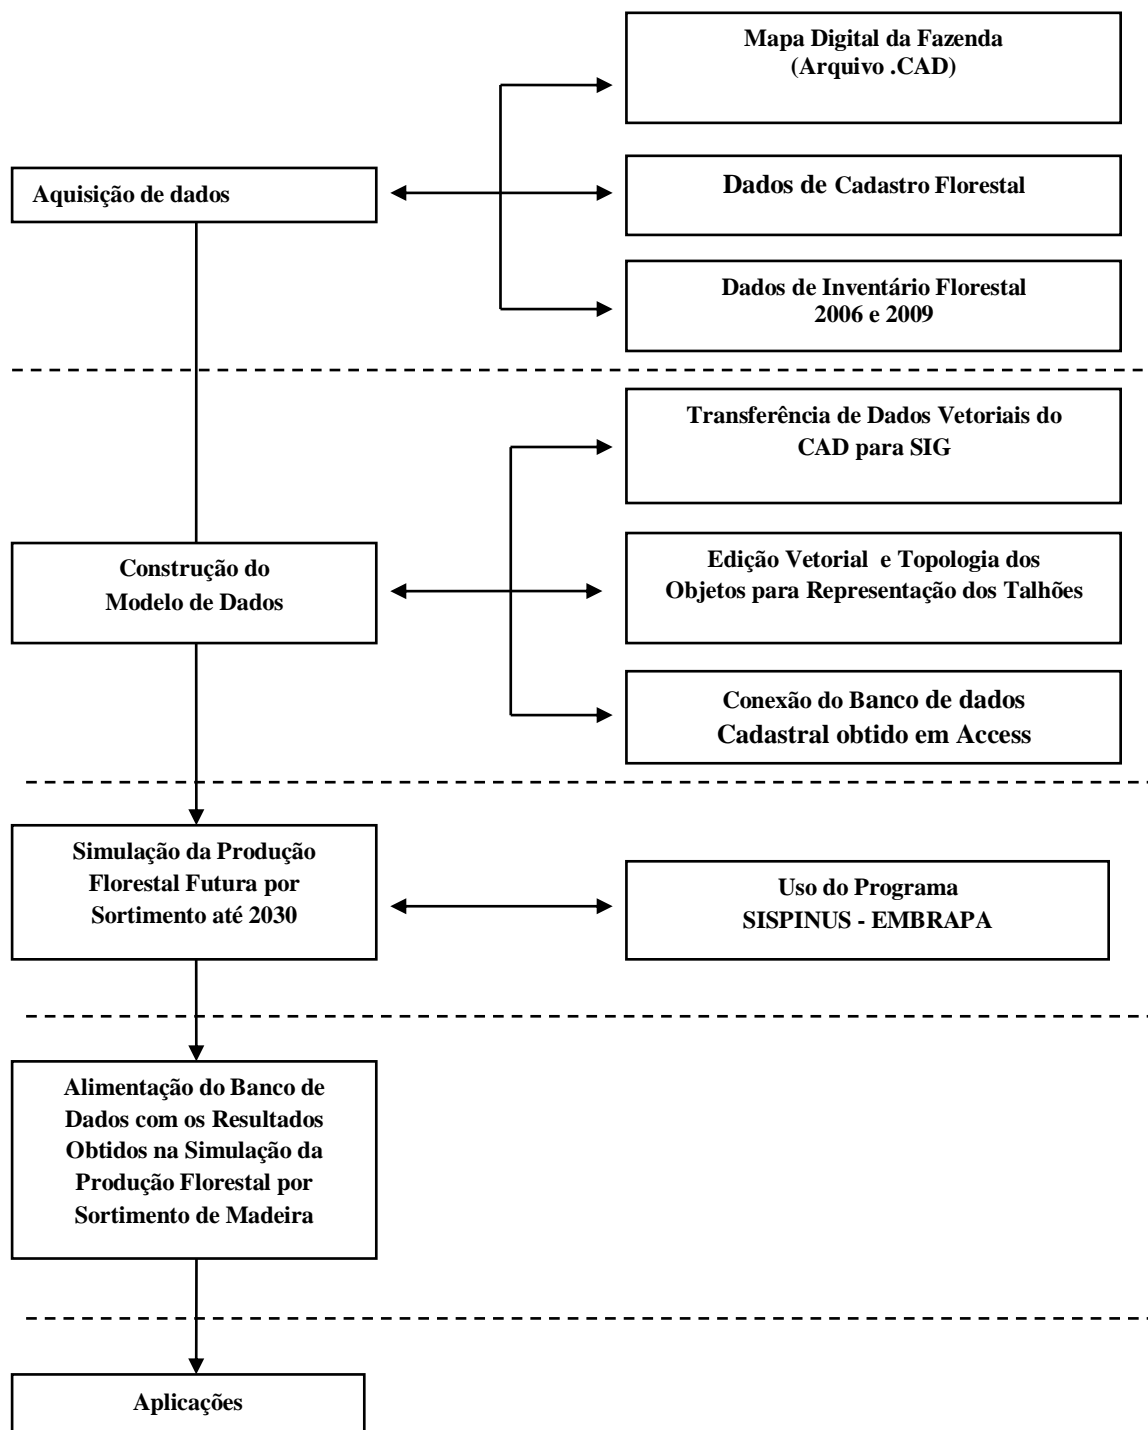 Mapa Digital da Fazenda
(Arquivo .CAD)
Aquisição de dados
Dados de Cadastro Florestal
Dados de Inventário Florestal
2006 e 2009
Transferência de Dados Vetoriais do
CAD para SIG
Construção do
Modelo de Dados
Edição Vetorial e Topologia dos
Objetos para Representação dos Talhões
Conexão do Banco de dados
Cadastral obtido em Access
Simulação da Produção
Florestal Futura por
Sortimento até 2030
Uso do Programa
SISPINUS - EMBRAPA
Alimentação do Banco de
Dados com os Resultados
Obtidos na Simulação da
Produção Florestal por
Sortimento de Madeira
Aplicações